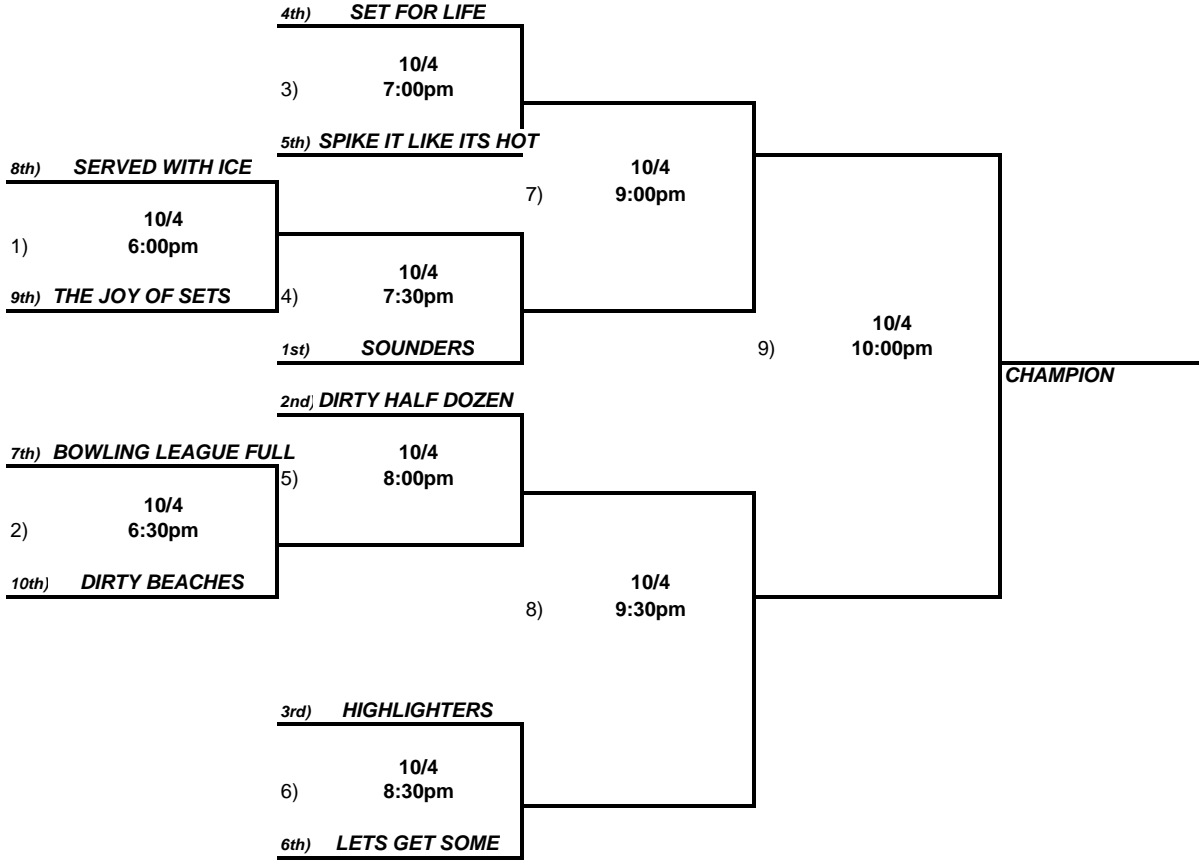 4th) SET FOR LIFE
10/4
3) 7:00pm
5th) SPIKE IT LIKE ITS HOT
8th) SERVED WITH ICE
10/4
7) 9:00pm
10/4
1) 6:00pm
10/4
9th) THE JOY OF SETS
4) 7:30pm
10/4
9) 10:00pm
1st) SOUNDERS
CHAMPION
2nd) DIRTY HALF DOZEN
7th) BOWLING LEAGUE FULL
10/4
5) 8:00pm
10/4
2) 6:30pm
10th) DIRTY BEACHES
10/4
8) 9:30pm
3rd) HIGHLIGHTERS
10/4
6) 8:30pm
6th) LETS GET SOME